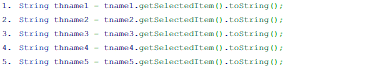 1. String thname1 = tname1.getSelectedItem().toString();
2. String thname2 = tname2.getSelectedItem().toString();
3. String thname3 = tname3.getSelectedItem().toString();
4. String thname4 = tname4.getSelectedItem().toString();
5. String thname5 = tname5.getSelectedItem().toString();